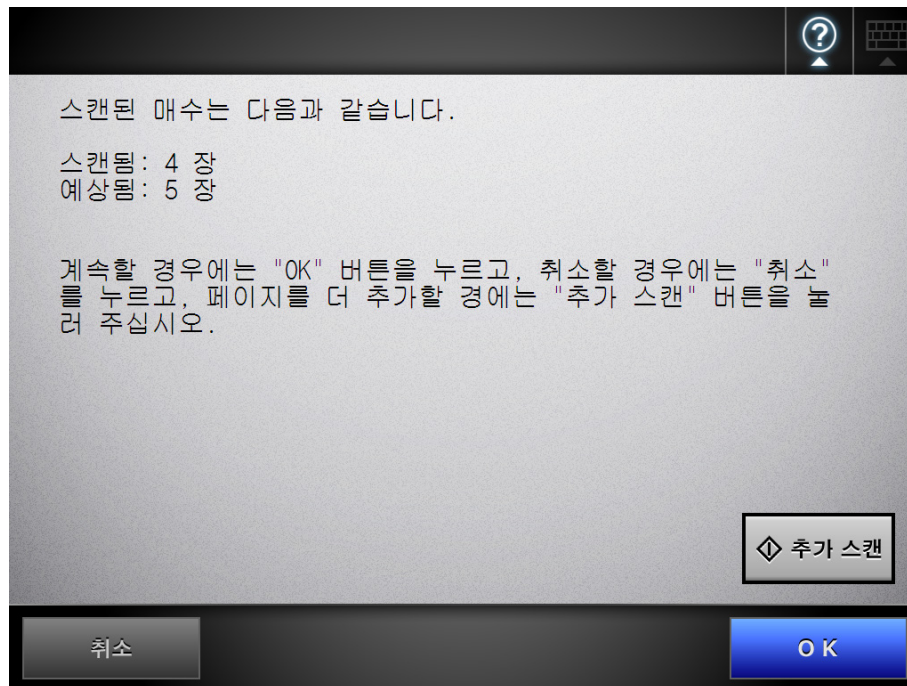 스캔된 매수는 다음과 같습니다.
스캔됨: 4 장
예상됨: 5 장
계속할 경우에는 "OK" 버튼을 누르고, 취소할 경우에는 "취소"
를 누르고, 페이지를 더 추가할 경에는 "추가 스캔" 버튼을 눌
러 주십시오.
추가 스캔
취소
OK